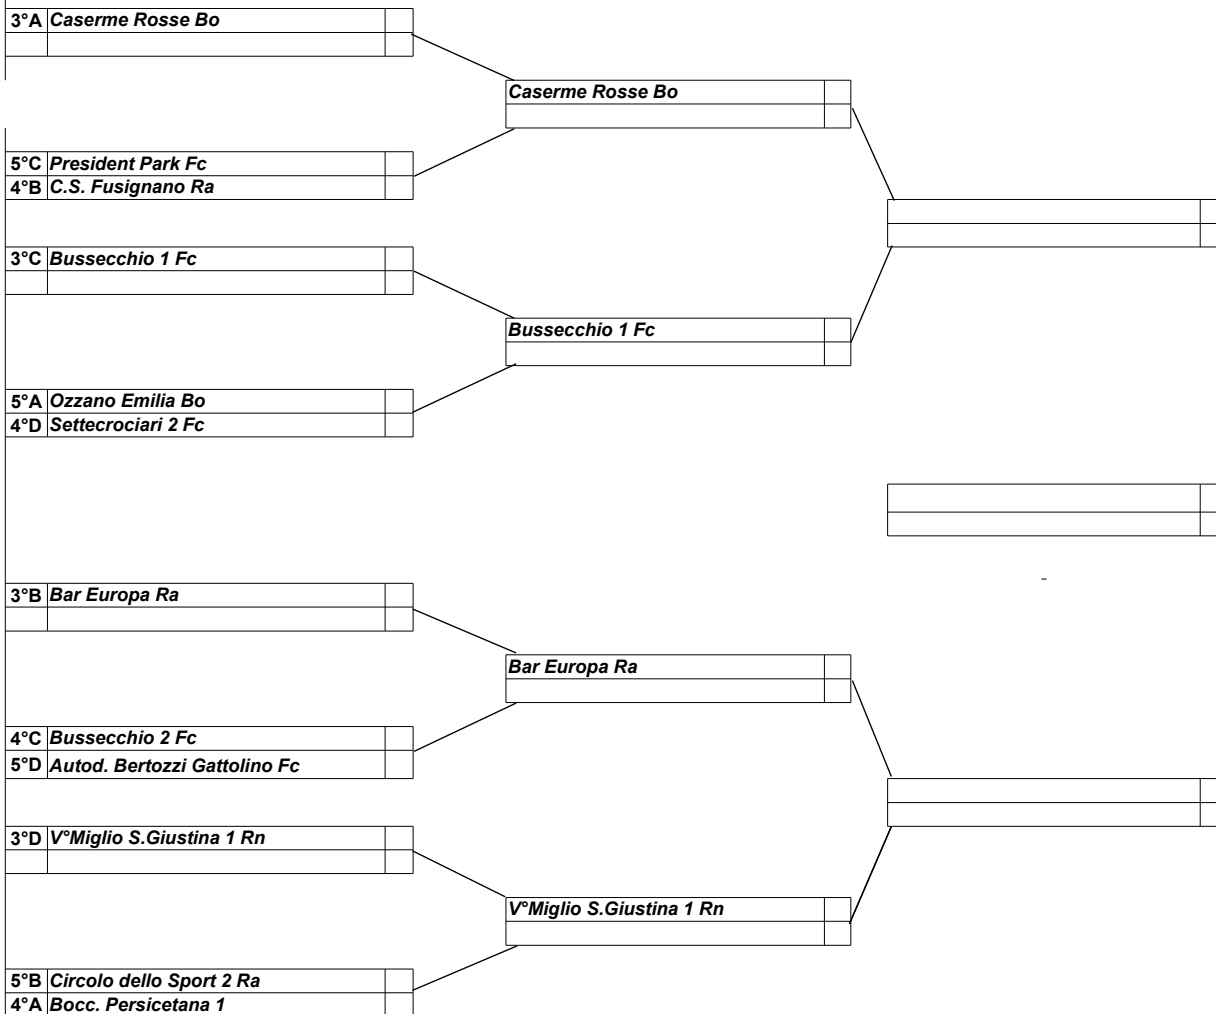 3°A Caserme Rosse Bo
Caserme Rosse Bo
5°C President Park Fc
4°B C.S. Fusignano Ra
3°C Bussecchio 1 Fc
Bussecchio 1 Fc
5°A Ozzano Emilia Bo
4°D Settecrociari 2 Fc
-
3°B Bar Europa Ra
Bar Europa Ra
4°C Bussecchio 2 Fc
5°D Autod. Bertozzi Gattolino Fc
3°D V°Miglio S.Giustina 1 Rn
V°Miglio S.Giustina 1 Rn
5°B Circolo dello Sport 2 Ra
4°A Bocc. Persicetana 1